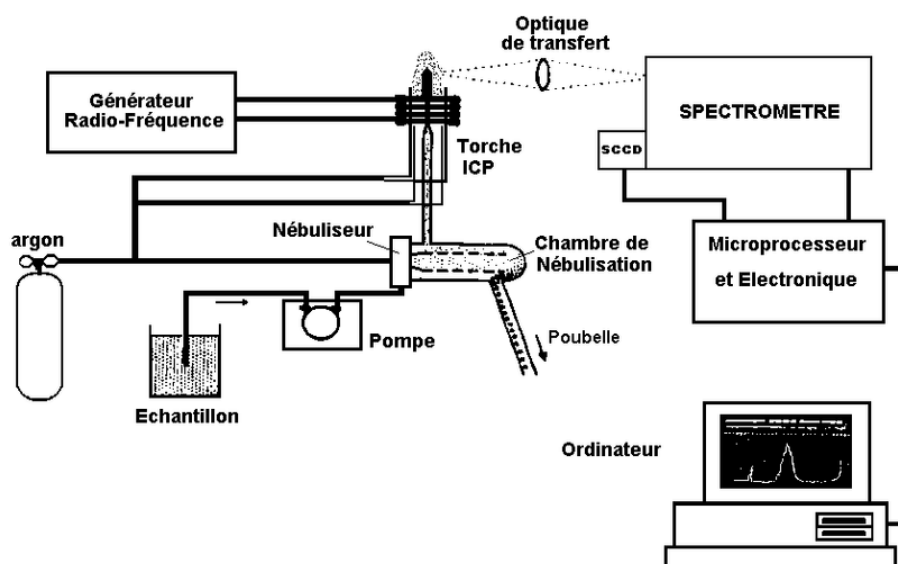 Optique
de transfert
Générateur
Radio-Fréquence
SPECTROMETRE
SCCD
Torche
ICP
argon
Nébuliseur
Chambre de
Nébulisation
Microprocesseur
et Electronique
Pompe
Poubelle
Echantillon
Ordinateur